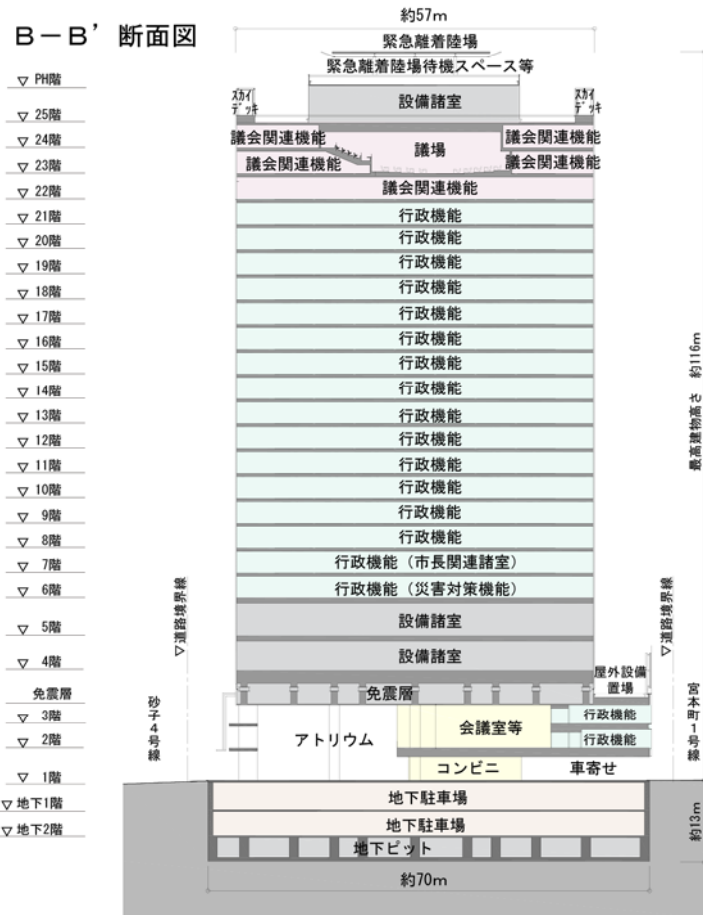 B－B’ 断面図
約57m
緊急離着陸場
緊急離着陸場待機スペース等
▽ PH階
スカイデッキ
設備諸室
スカイデッキ
▽ 25階
▽ 24階
議会関連機能
議場
議会関連機能
▽ 23階
議会関連機能
議会関連機能
▽ 22階
議会関連機能
▽ 21階
行政機能
▽ 20階
行政機能
▽ 19階
行政機能
▽ 18階
行政機能
▽ 17階
行政機能
▽ 16階
行政機能
▽ 15階
行政機能
▽ 14階
行政機能
▽ 13階
行政機能
▽ 12階
行政機能
▽ 11階
行政機能
▽ 10階
行政機能
▽ 9階
行政機能
▽ 8階
行政機能
▽ 7階
行政機能（市長関連諸室）
▽ 6階
行政機能（災害対策機能）
▽ 5階
設備諸室
▽ 4階
設備諸室
免震層
免震層
屋外設備
置場
▽ 3階
行政機能
▽ 2階
アトリウム
会議室等
行政機能
▽ 1階
コンビニ
車寄せ
▽ 地下1階
地下駐車場
▽ 地下2階
地下駐車場
地下ピット
約70m
▽道路境界線
▽道路境界線
砂子4号線
宮本町1号線
最高建物高さ 約116m
約13m